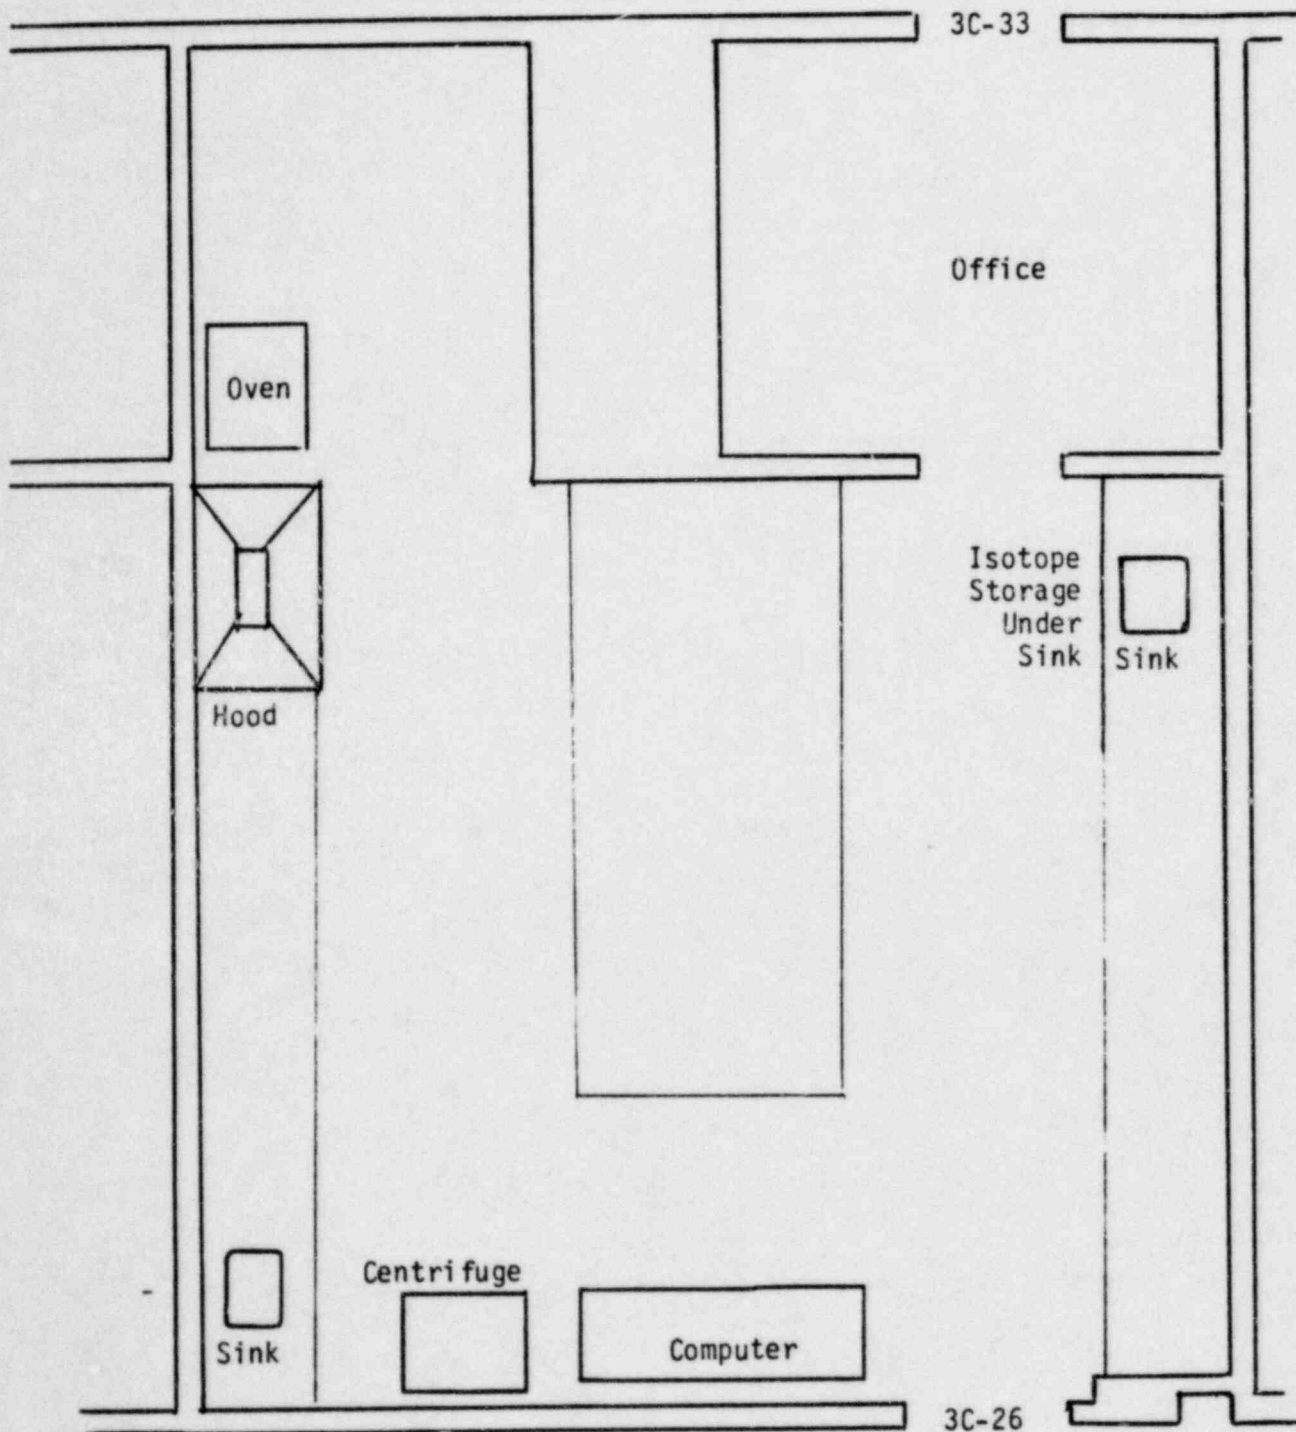 3C-33
Office
Oven
Isotope
Storage
Under
Sink
Sink
Hood
Centrifuge
Sink
Computer
3C-26